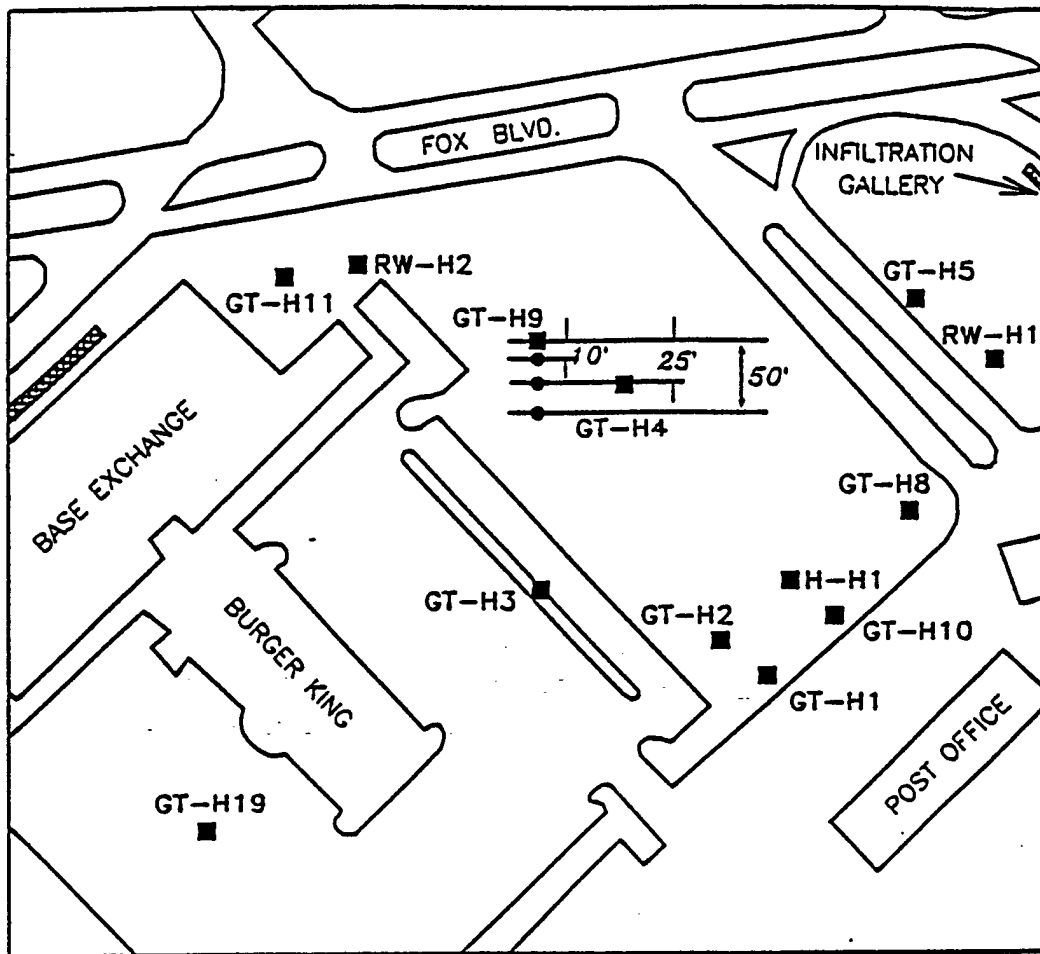 FOX BLVD.
INFILTRATION
GALLERY
RW-H2
GT-H11
GT-H5
GT-H9
RW-H1
10'
25'
50'
GT-H4
BASE EXCHANGE
GT-H8
GT-H3
H-H1
GT-H2
GT-H10
BURGER KING
GT-H1
POST OFFICE
GT-H19